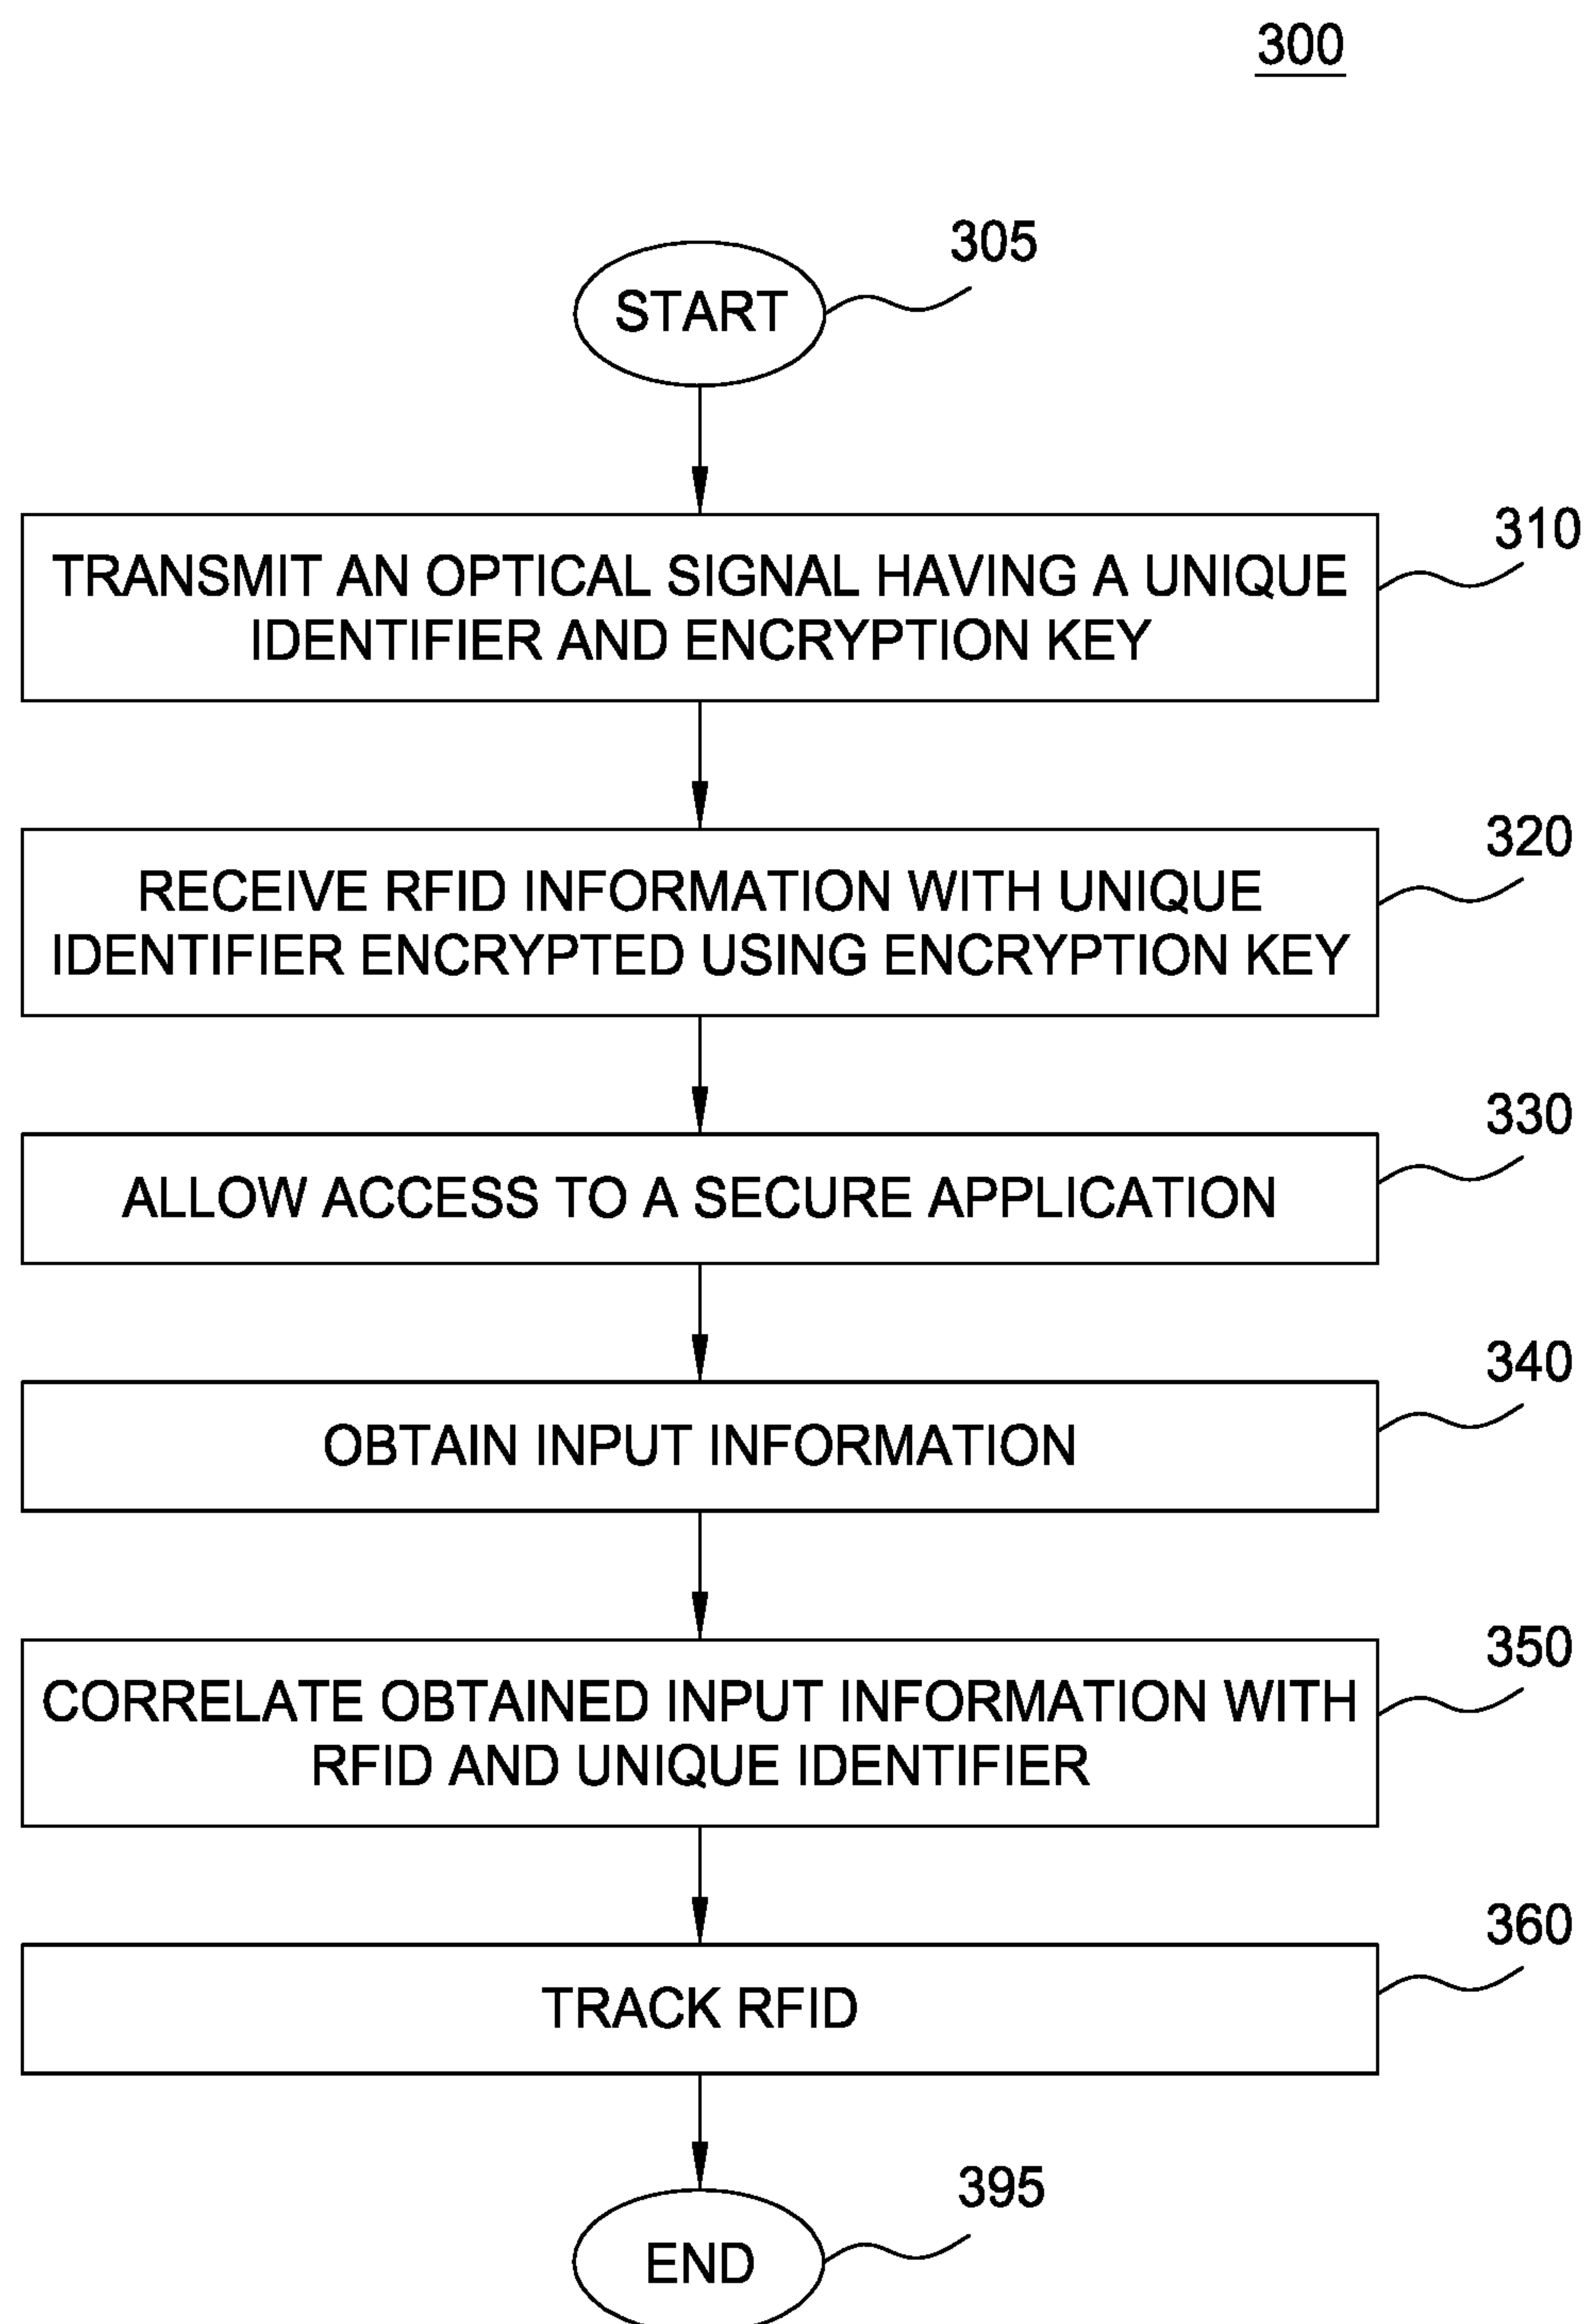 300
START
305
TRANSMIT AN OPTICAL SIGNAL HAVING A UNIQUE
IDENTIFIER AND ENCRYPTION KEY
310
RECEIVE RFID INFORMATION WITH UNIQUE
IDENTIFIER ENCRYPTED USING ENCRYPTION KEY
320
ALLOW ACCESS TO A SECURE APPLICATION
330
OBTAIN INPUT INFORMATION
340
CORRELATE OBTAINED INPUT INFORMATION WITH
RFID AND UNIQUE IDENTIFIER
350
TRACK RFID
360
END
395